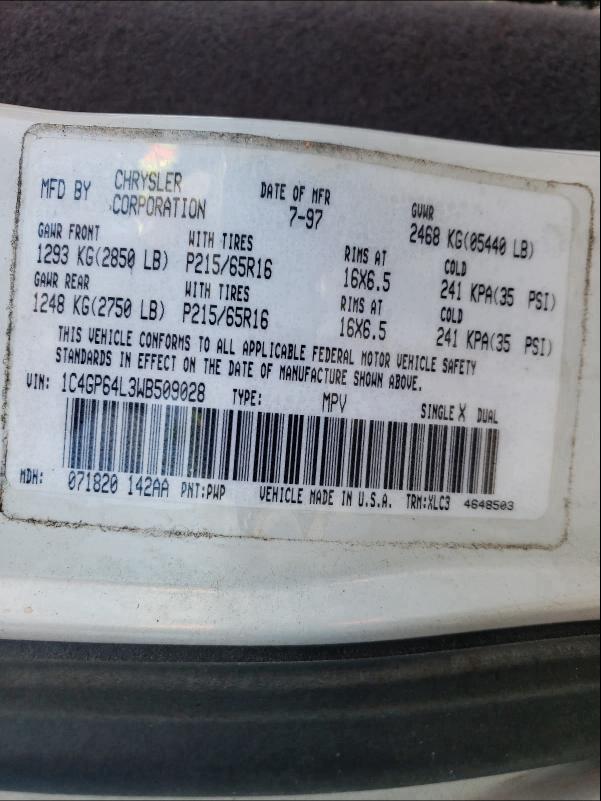 MFD BY CHRYSLER CORPORATION DATE OF MFR 7-97 GVWR 2468 KG(05440 LB)
GAWR FRONT WITH TIRES RIMS AT COLD
1293 KG(2850 LB) P215/65R16 16X6.5 241 KPA(35 PSI)
GAWR REAR WITH TIRES RIMS AT COLD
1248 KG(2750 LB) P215/65R16 16X6.5 241 KPA(35 PSI)
THIS VEHICLE CONFORMS TO ALL APPLICABLE FEDERAL MOTOR VEHICLE SAFETY
STANDARDS IN EFFECT ON THE DATE OF MANUFACTURE SHOWN ABOVE.
VIN: 1C4GP64L3WB509028 TYPE: MPV SINGLE X DUAL
MDH: 071820 142AA PNT:PWP VEHICLE MADE IN U.S.A. TRM:XLC3 4648503